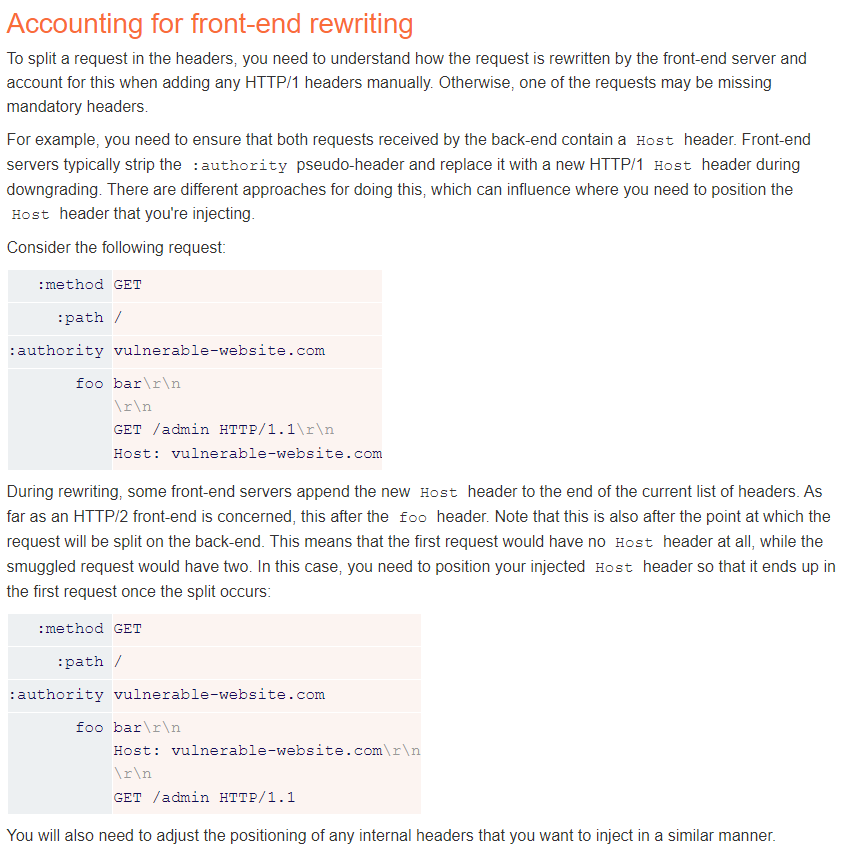 Accounting for front-end rewriting
To split a request in the headers, you need to understand how the request is rewritten by the front-end server and
account for this when adding any HTTP/1 headers manually. Otherwise, one of the requests may be missing
mandatory headers.
For example, you need to ensure that both requests received by the back-end contain a Host header. Front-end
servers typically strip the :authority pseudo-header and replace it with a new HTTP/1 Host header during
downgrading. There are different approaches for doing this, which can influence where you need to position the
Host header that you're injecting.
Consider the following request:
:method GET
:path /
:authority vulnerable-website.com
foo bar\r\n
\r\n
GET /admin HTTP/1.1\r\n
Host: vulnerable-website.com
During rewriting, some front-end servers append the new Host header to the end of the current list of headers. As
far as an HTTP/2 front-end is concerned, this after the foo header. Note that this is also after the point at which the
request will be split on the back-end. This means that the first request would have no Host header at all, while the
smuggled request would have two. In this case, you need to position your injected Host header so that it ends up in
the first request once the split occurs:
:method GET
:path /
:authority vulnerable-website.com
foo bar\r\n
Host: vulnerable-website.com\r\n
\r\n
GET /admin HTTP/1.1
You will also need to adjust the positioning of any internal headers that you want to inject in a similar manner.